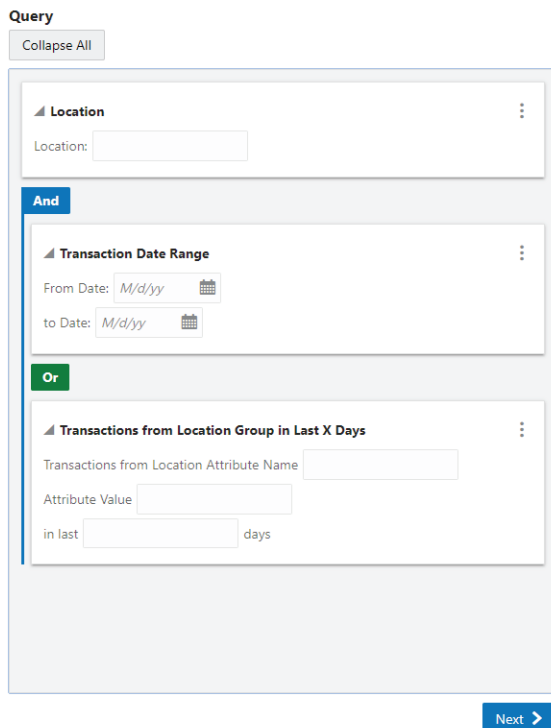 Query
Collapse All
Location
Location:
And
Transaction Date Range
From Date: M/d/yy
to Date: M/d/yy
Or
Transactions from Location Group in Last X Days
Transactions from Location Attribute Name
Attribute Value
in last days
Next